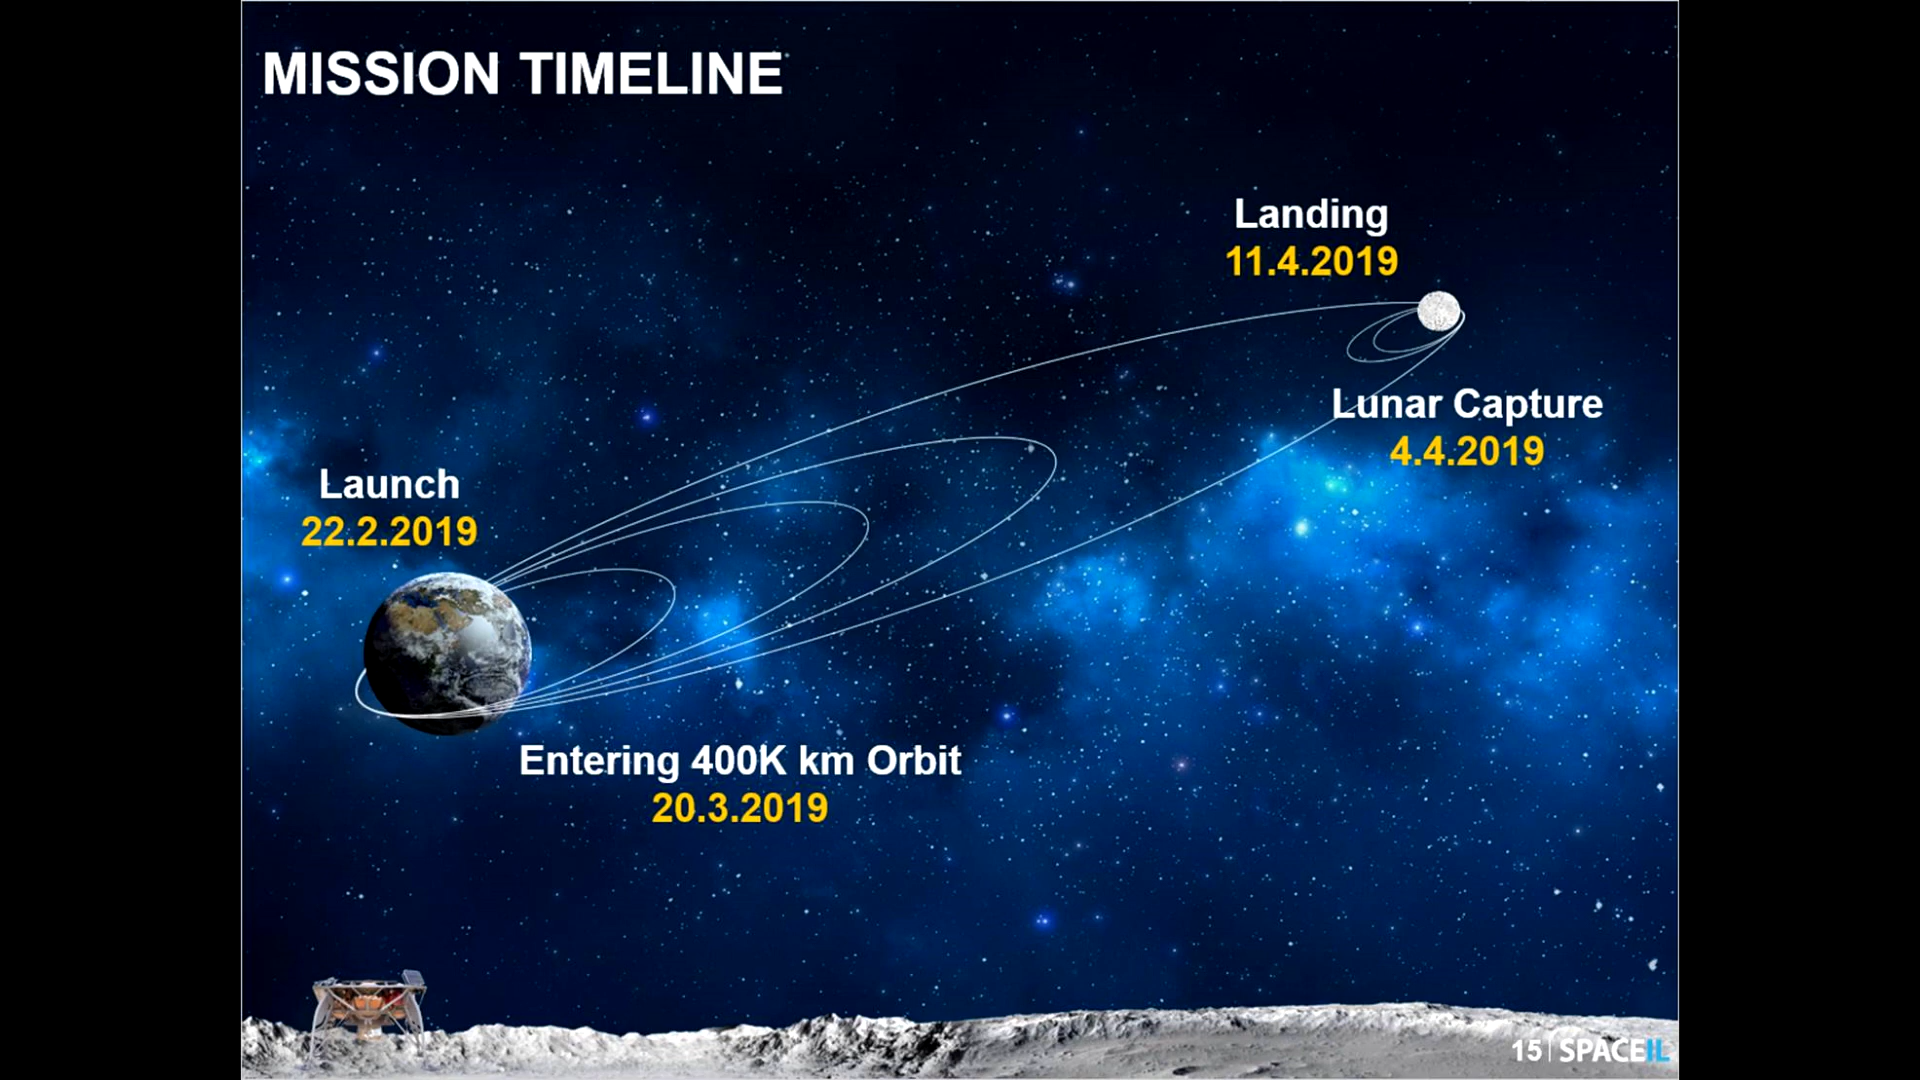 MISSION TIMELINE
Landing
11.4.2019
Lunar Capture
4.4.2019
Launch
22.2.2019
Entering 400K km Orbit
20.3.2019
15 | SPACEIL